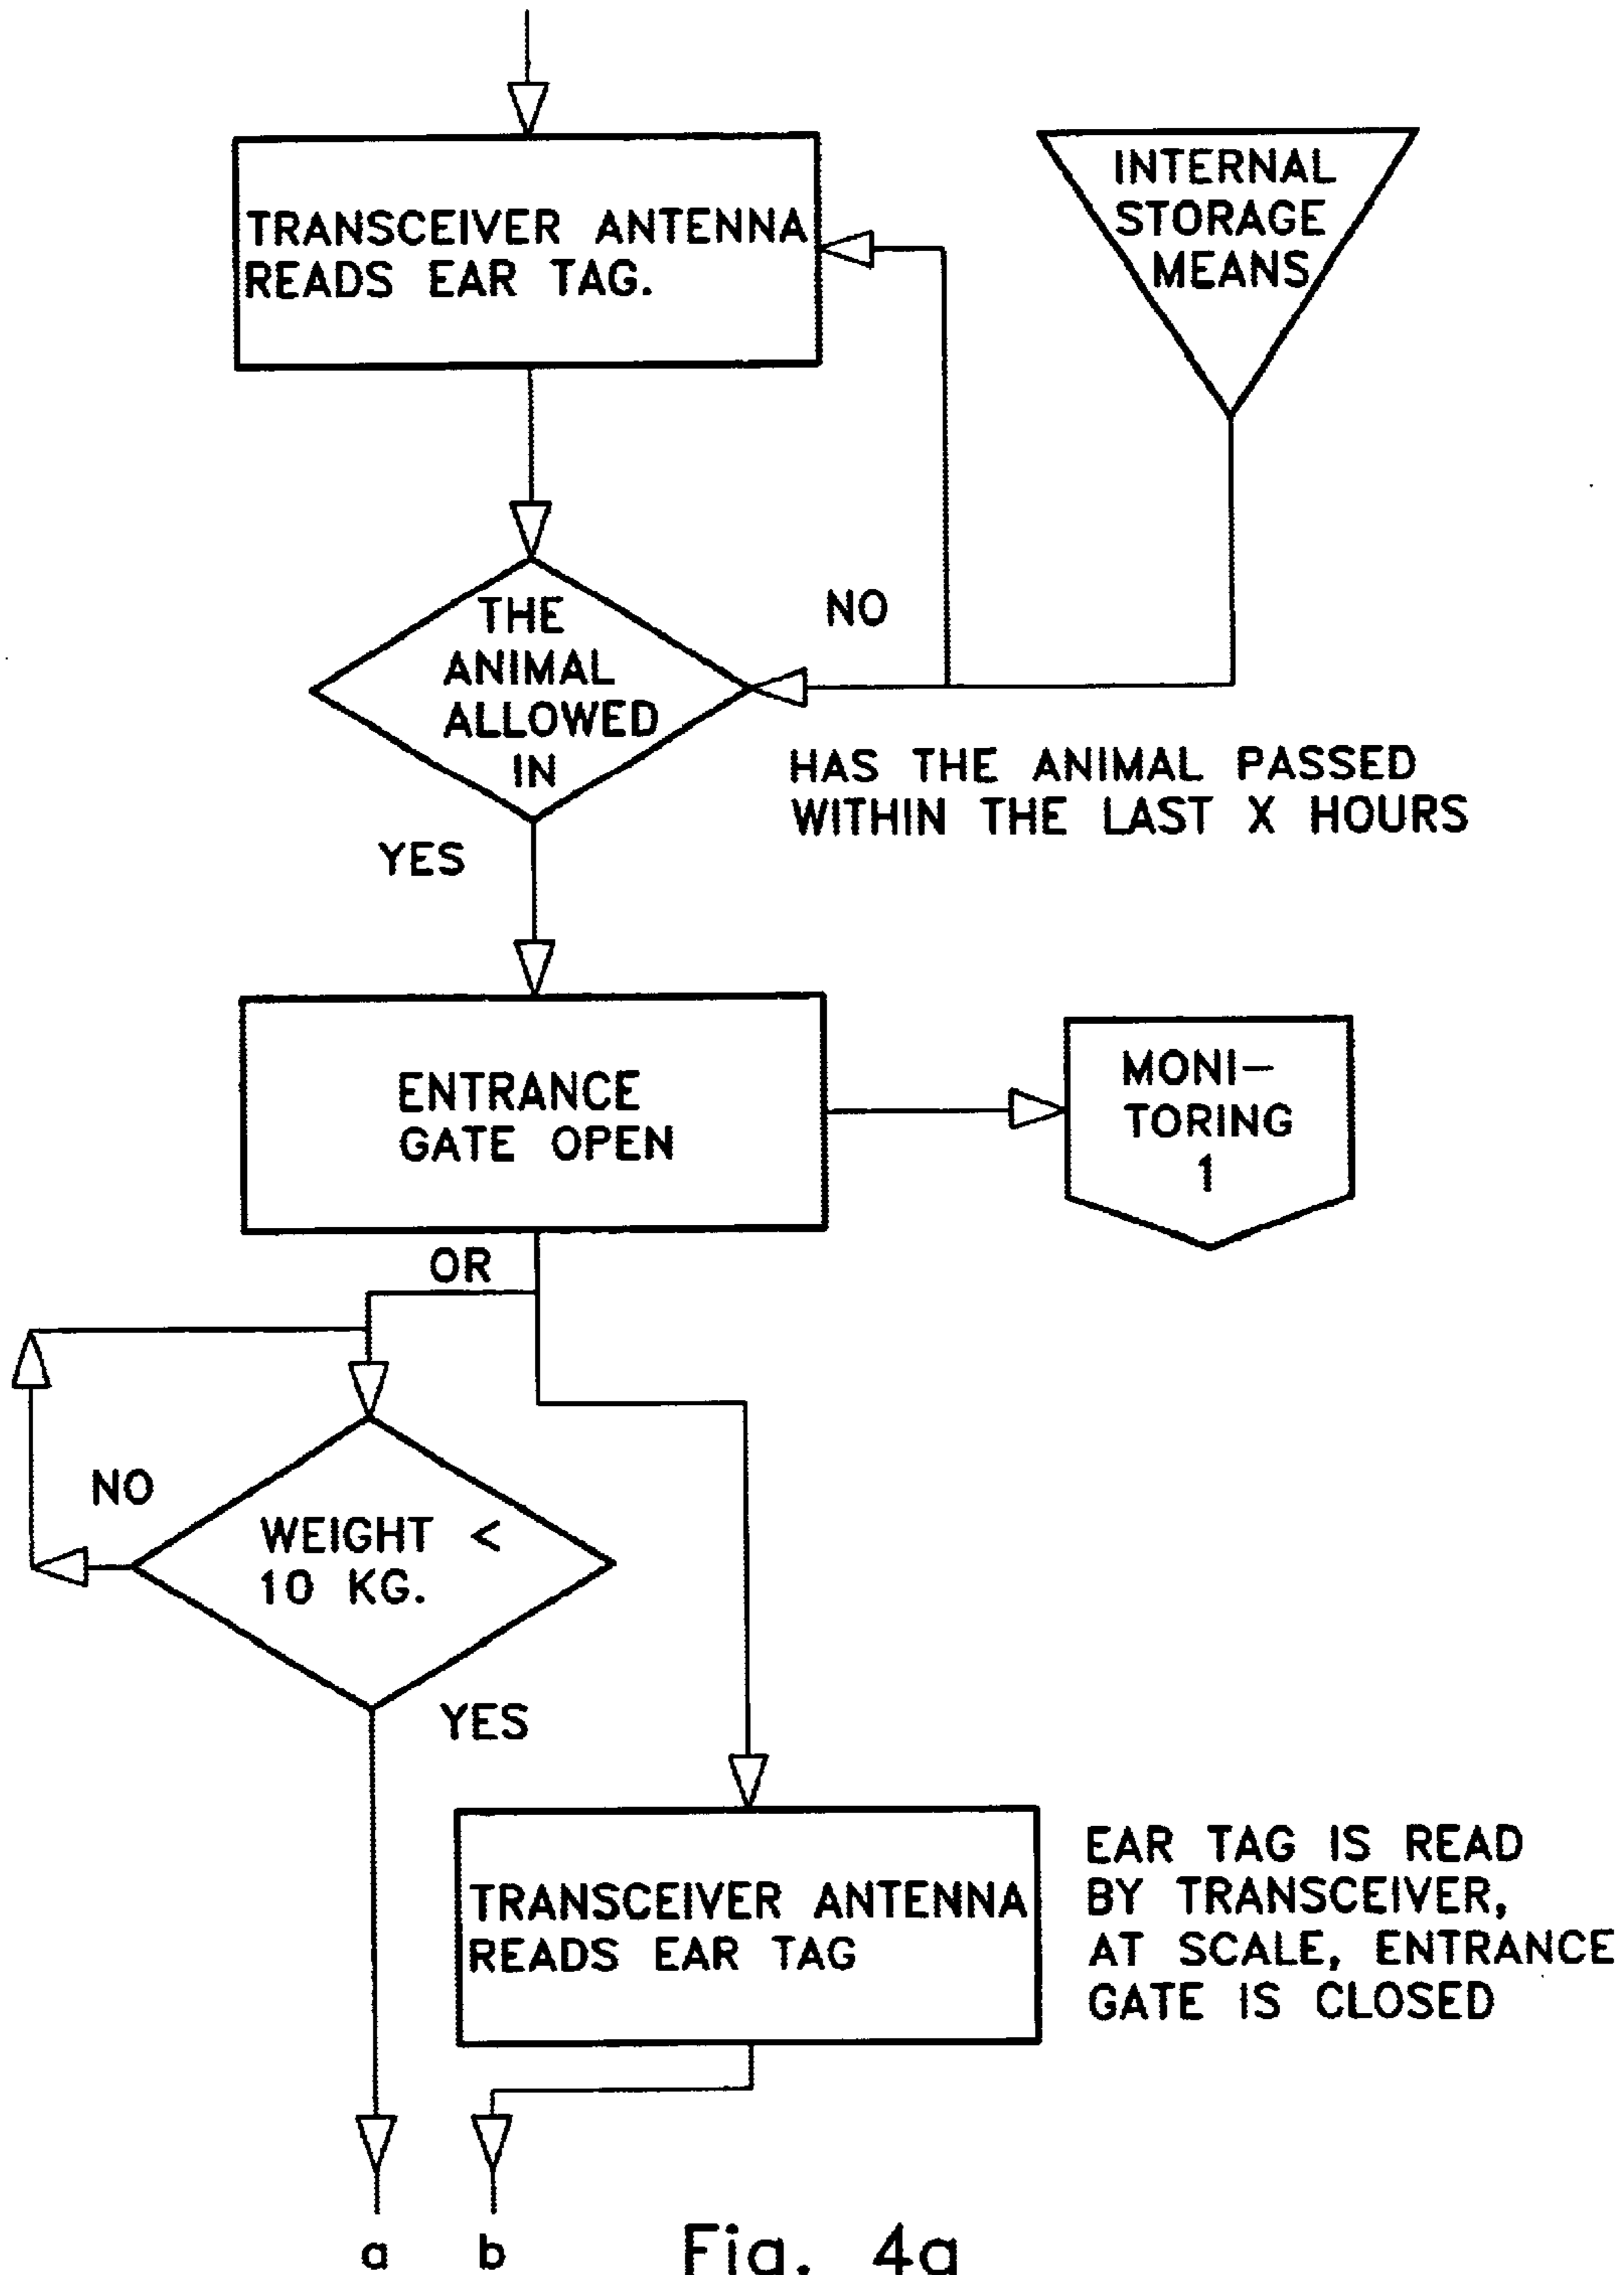 TRANSCEIVER ANTENNA
READS EAR TAG.
INTERNAL
STORAGE
MEANS
THE
ANIMAL
ALLOWED
IN
NO
HAS THE ANIMAL PASSED
WITHIN THE LAST X HOURS
YES
ENTRANCE
GATE OPEN
MONI-
TORING
1
OR
NO
WEIGHT <
10 KG.
YES
TRANSCEIVER ANTENNA
READS EAR TAG
EAR TAG IS READ
BY TRANSCEIVER,
AT SCALE, ENTRANCE
GATE IS CLOSED
a b
Fig. 4a